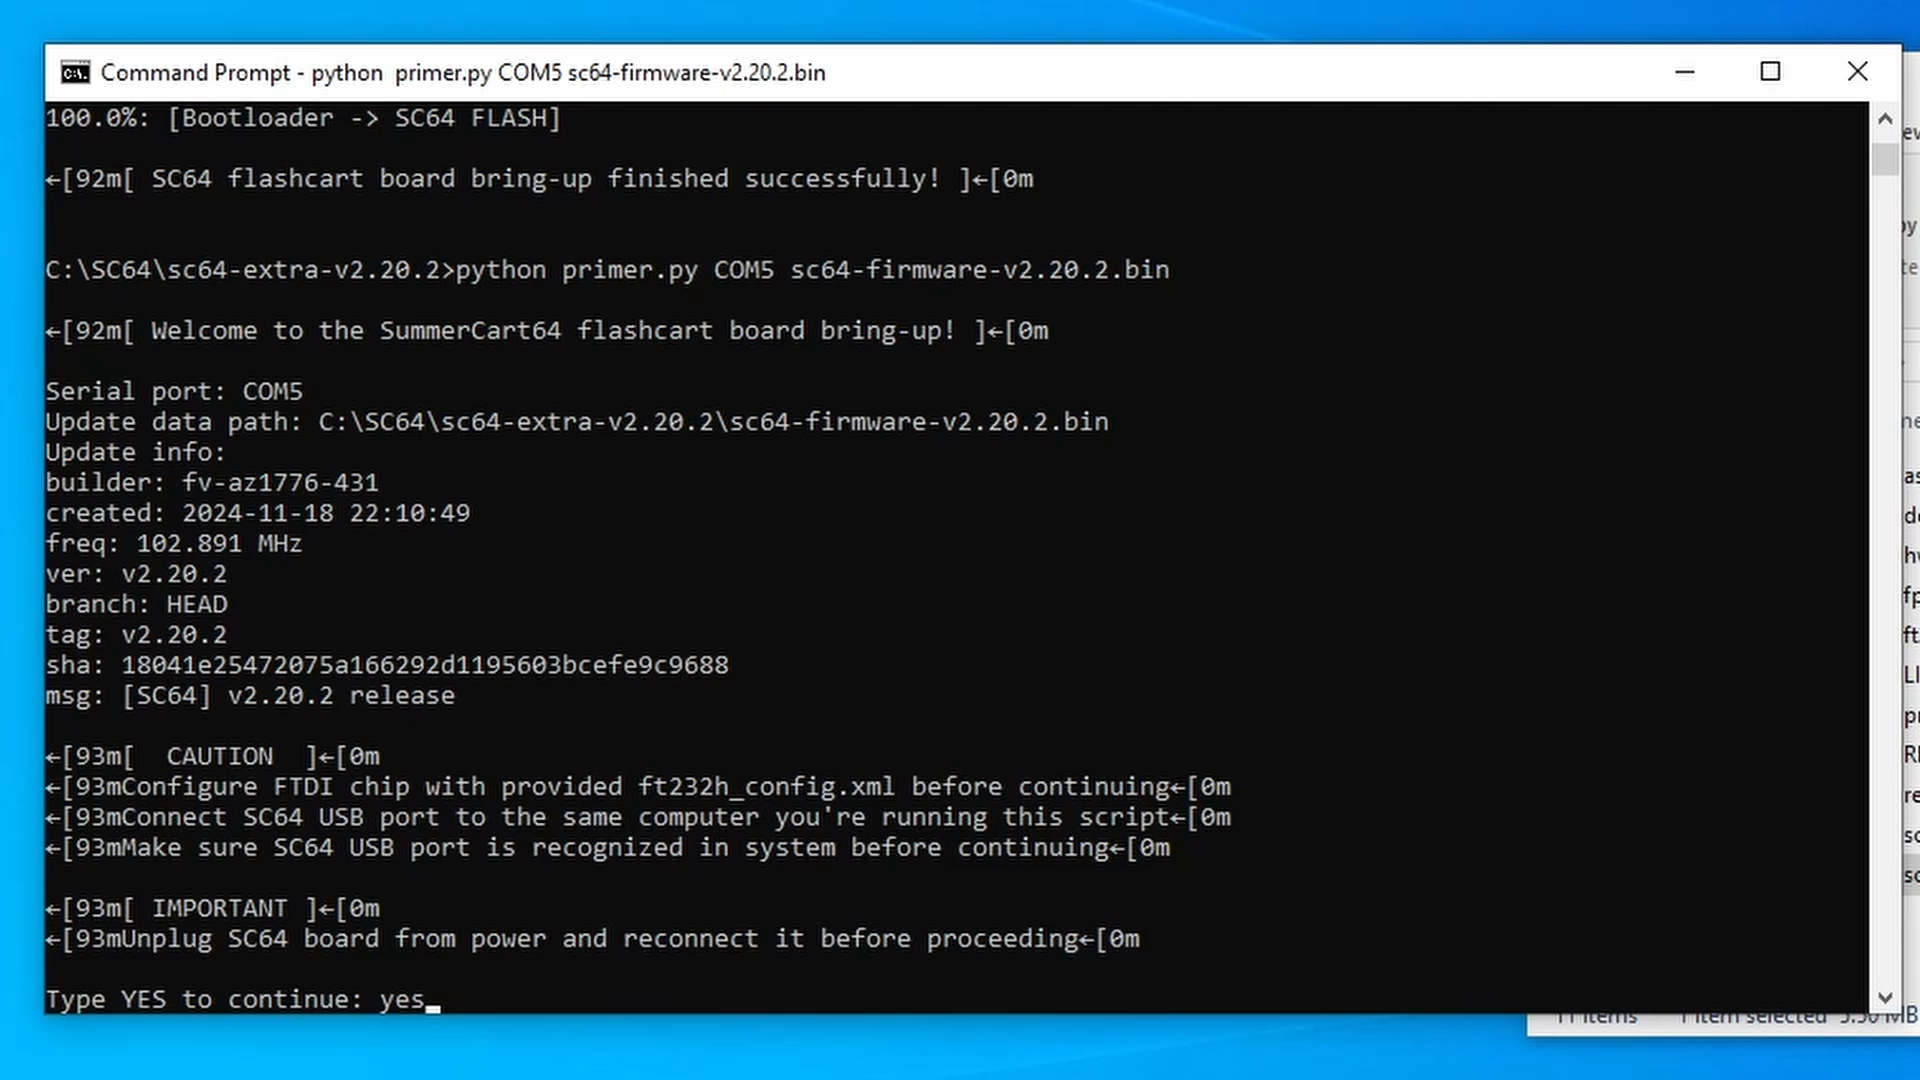 Command Prompt - python  primer.py COM5 sc64-firmware-v2.20.2.bin
100.0%: [Bootloader -> SC64 FLASH]
←[92m[ SC64 flashcart board bring-up finished successfully! ]←[0m
C:\SC64\sc64-extra-v2.20.2>python primer.py COM5 sc64-firmware-v2.20.2.bin
←[92m[ Welcome to the SummerCart64 flashcart board bring-up! ]←[0m
Serial port: COM5
Update data path: C:\SC64\sc64-extra-v2.20.2\sc64-firmware-v2.20.2.bin
Update info:
builder: fv-az1776-431
created: 2024-11-18 22:10:49
freq: 102.891 MHz
ver: v2.20.2
branch: HEAD
tag: v2.20.2
sha: 18041e25472075a166292d1195603bcefe9c9688
msg: [SC64] v2.20.2 release
←[93m[  CAUTION  ]←[0m
←[93mConfigure FTDI chip with provided ft232h_config.xml before continuing←[0m
←[93mConnect SC64 USB port to the same computer you're running this script←[0m
←[93mMake sure SC64 USB port is recognized in system before continuing←[0m
←[93m[ IMPORTANT ]←[0m
←[93mUnplug SC64 board from power and reconnect it before proceeding←[0m
Type YES to continue: yes
11 items 1 item selected 5.50 MB